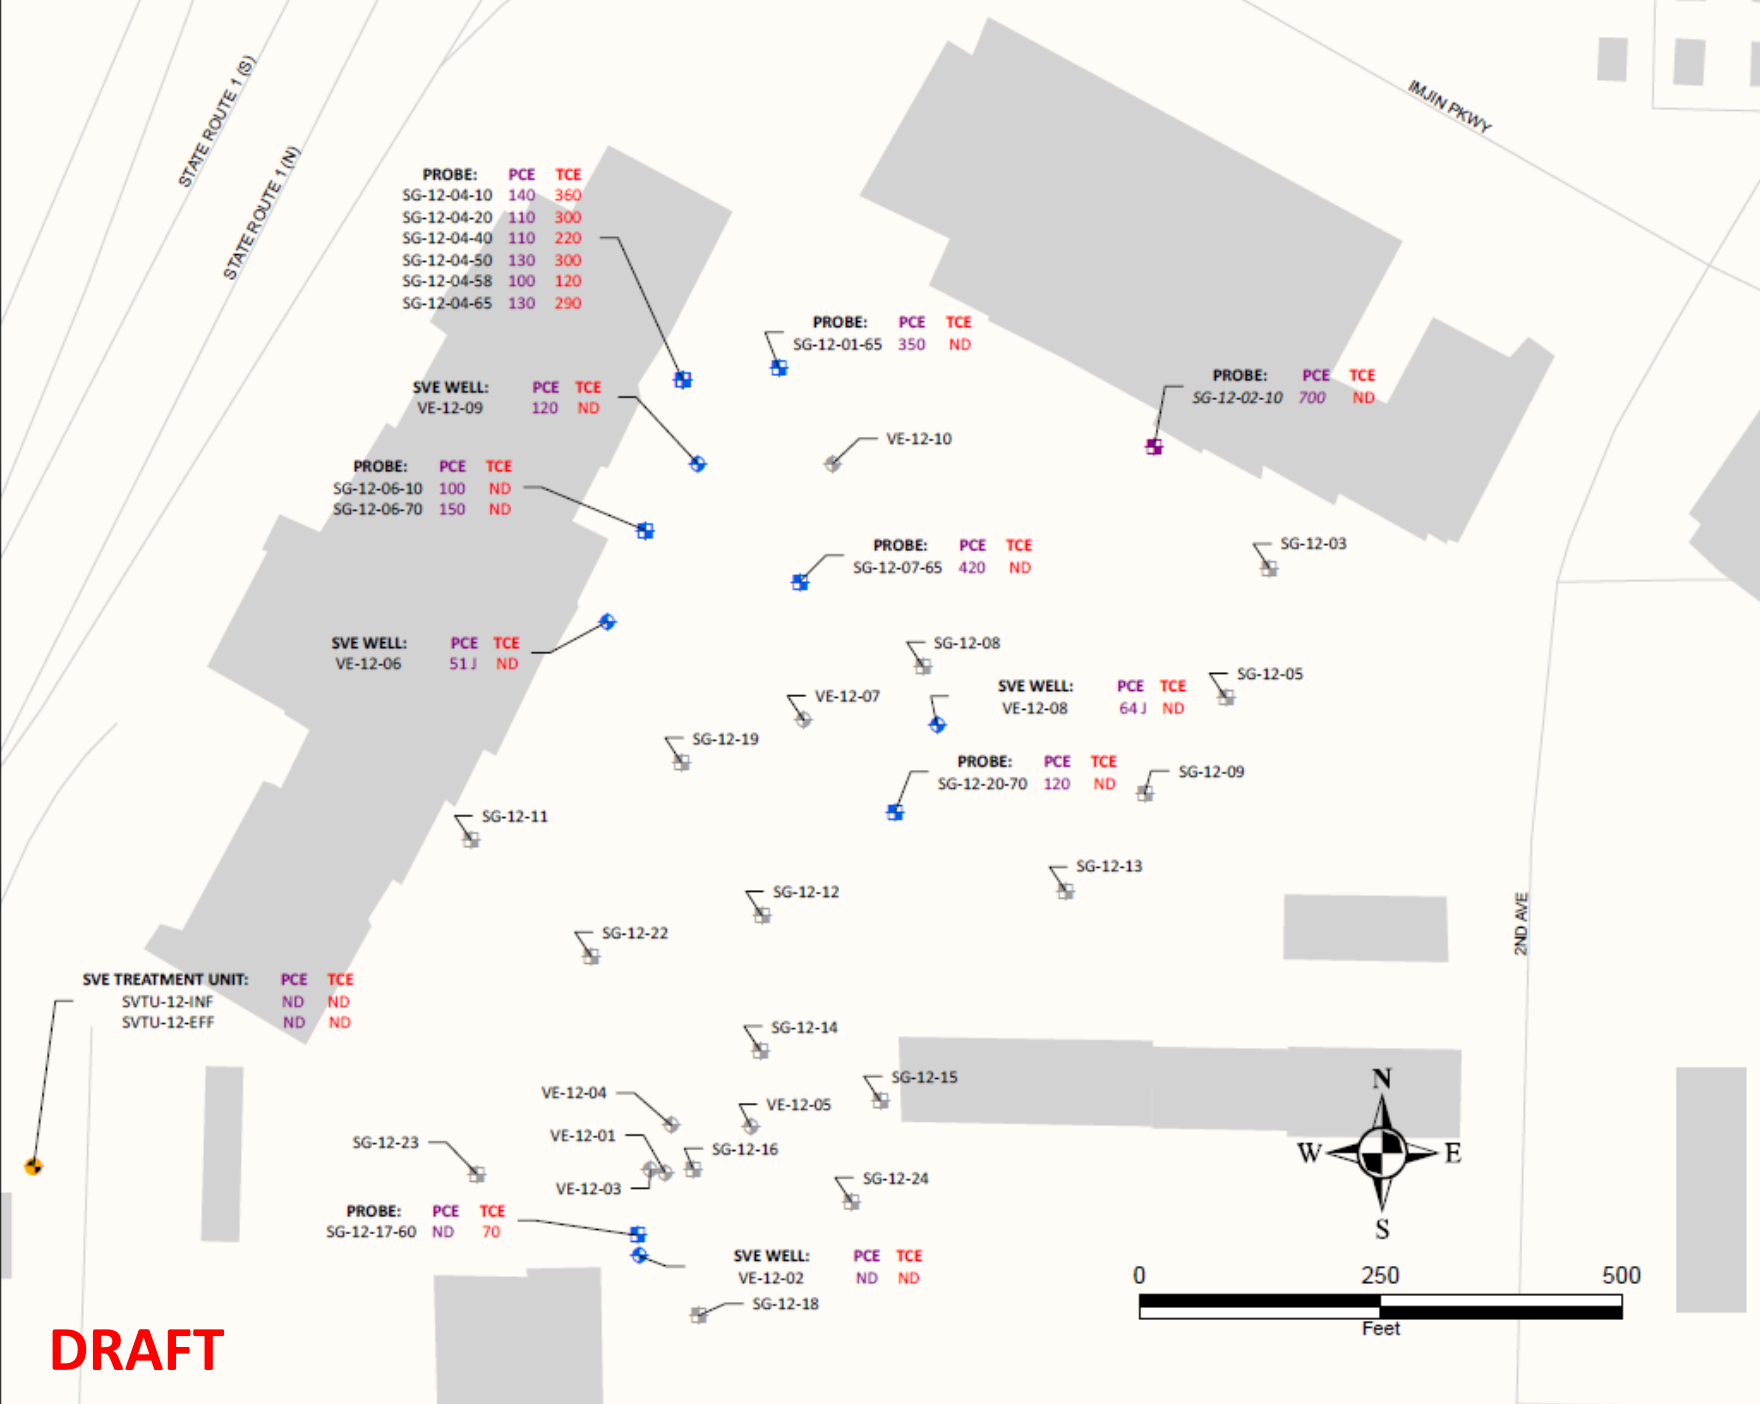 STATE ROUTE 1 (S)
STATE ROUTE 1 (N)
IMJIN PKWY
PROBE: PCE TCE
SG-12-04-10 140 360
SG-12-04-20 110 300
SG-12-04-40 110 220
SG-12-04-50 130 300
SG-12-04-58 100 120
SG-12-04-65 130 290
PROBE: PCE TCE
SG-12-01-65 350 ND
PROBE: PCE TCE
SG-12-02-10 700 ND
SVE WELL: PCE TCE
VE-12-09 120 ND
VE-12-10
PROBE: PCE TCE
SG-12-06-10 100 ND
SG-12-06-70 150 ND
PROBE: PCE TCE
SG-12-07-65 420 ND
SG-12-03
SVE WELL: PCE TCE
VE-12-06 51 J ND
SG-12-08
SG-12-05
VE-12-07
SVE WELL: PCE TCE
VE-12-08 64 J ND
SG-12-19
PROBE: PCE TCE
SG-12-20-70 120 ND
SG-12-09
SG-12-11
SG-12-13
SG-12-12
SG-12-22
2ND AVE
SVE TREATMENT UNIT: PCE TCE
SVTU-12-INF ND ND
SVTU-12-EFF ND ND
SG-12-14
SG-12-15
VE-12-04
VE-12-05
VE-12-01
SG-12-23
SG-12-16
VE-12-03
SG-12-24
PROBE: PCE TCE
SG-12-17-60 ND 70
SVE WELL: PCE TCE
VE-12-02 ND ND
SG-12-18
N
W E
S
0 250 500
Feet
DRAFT